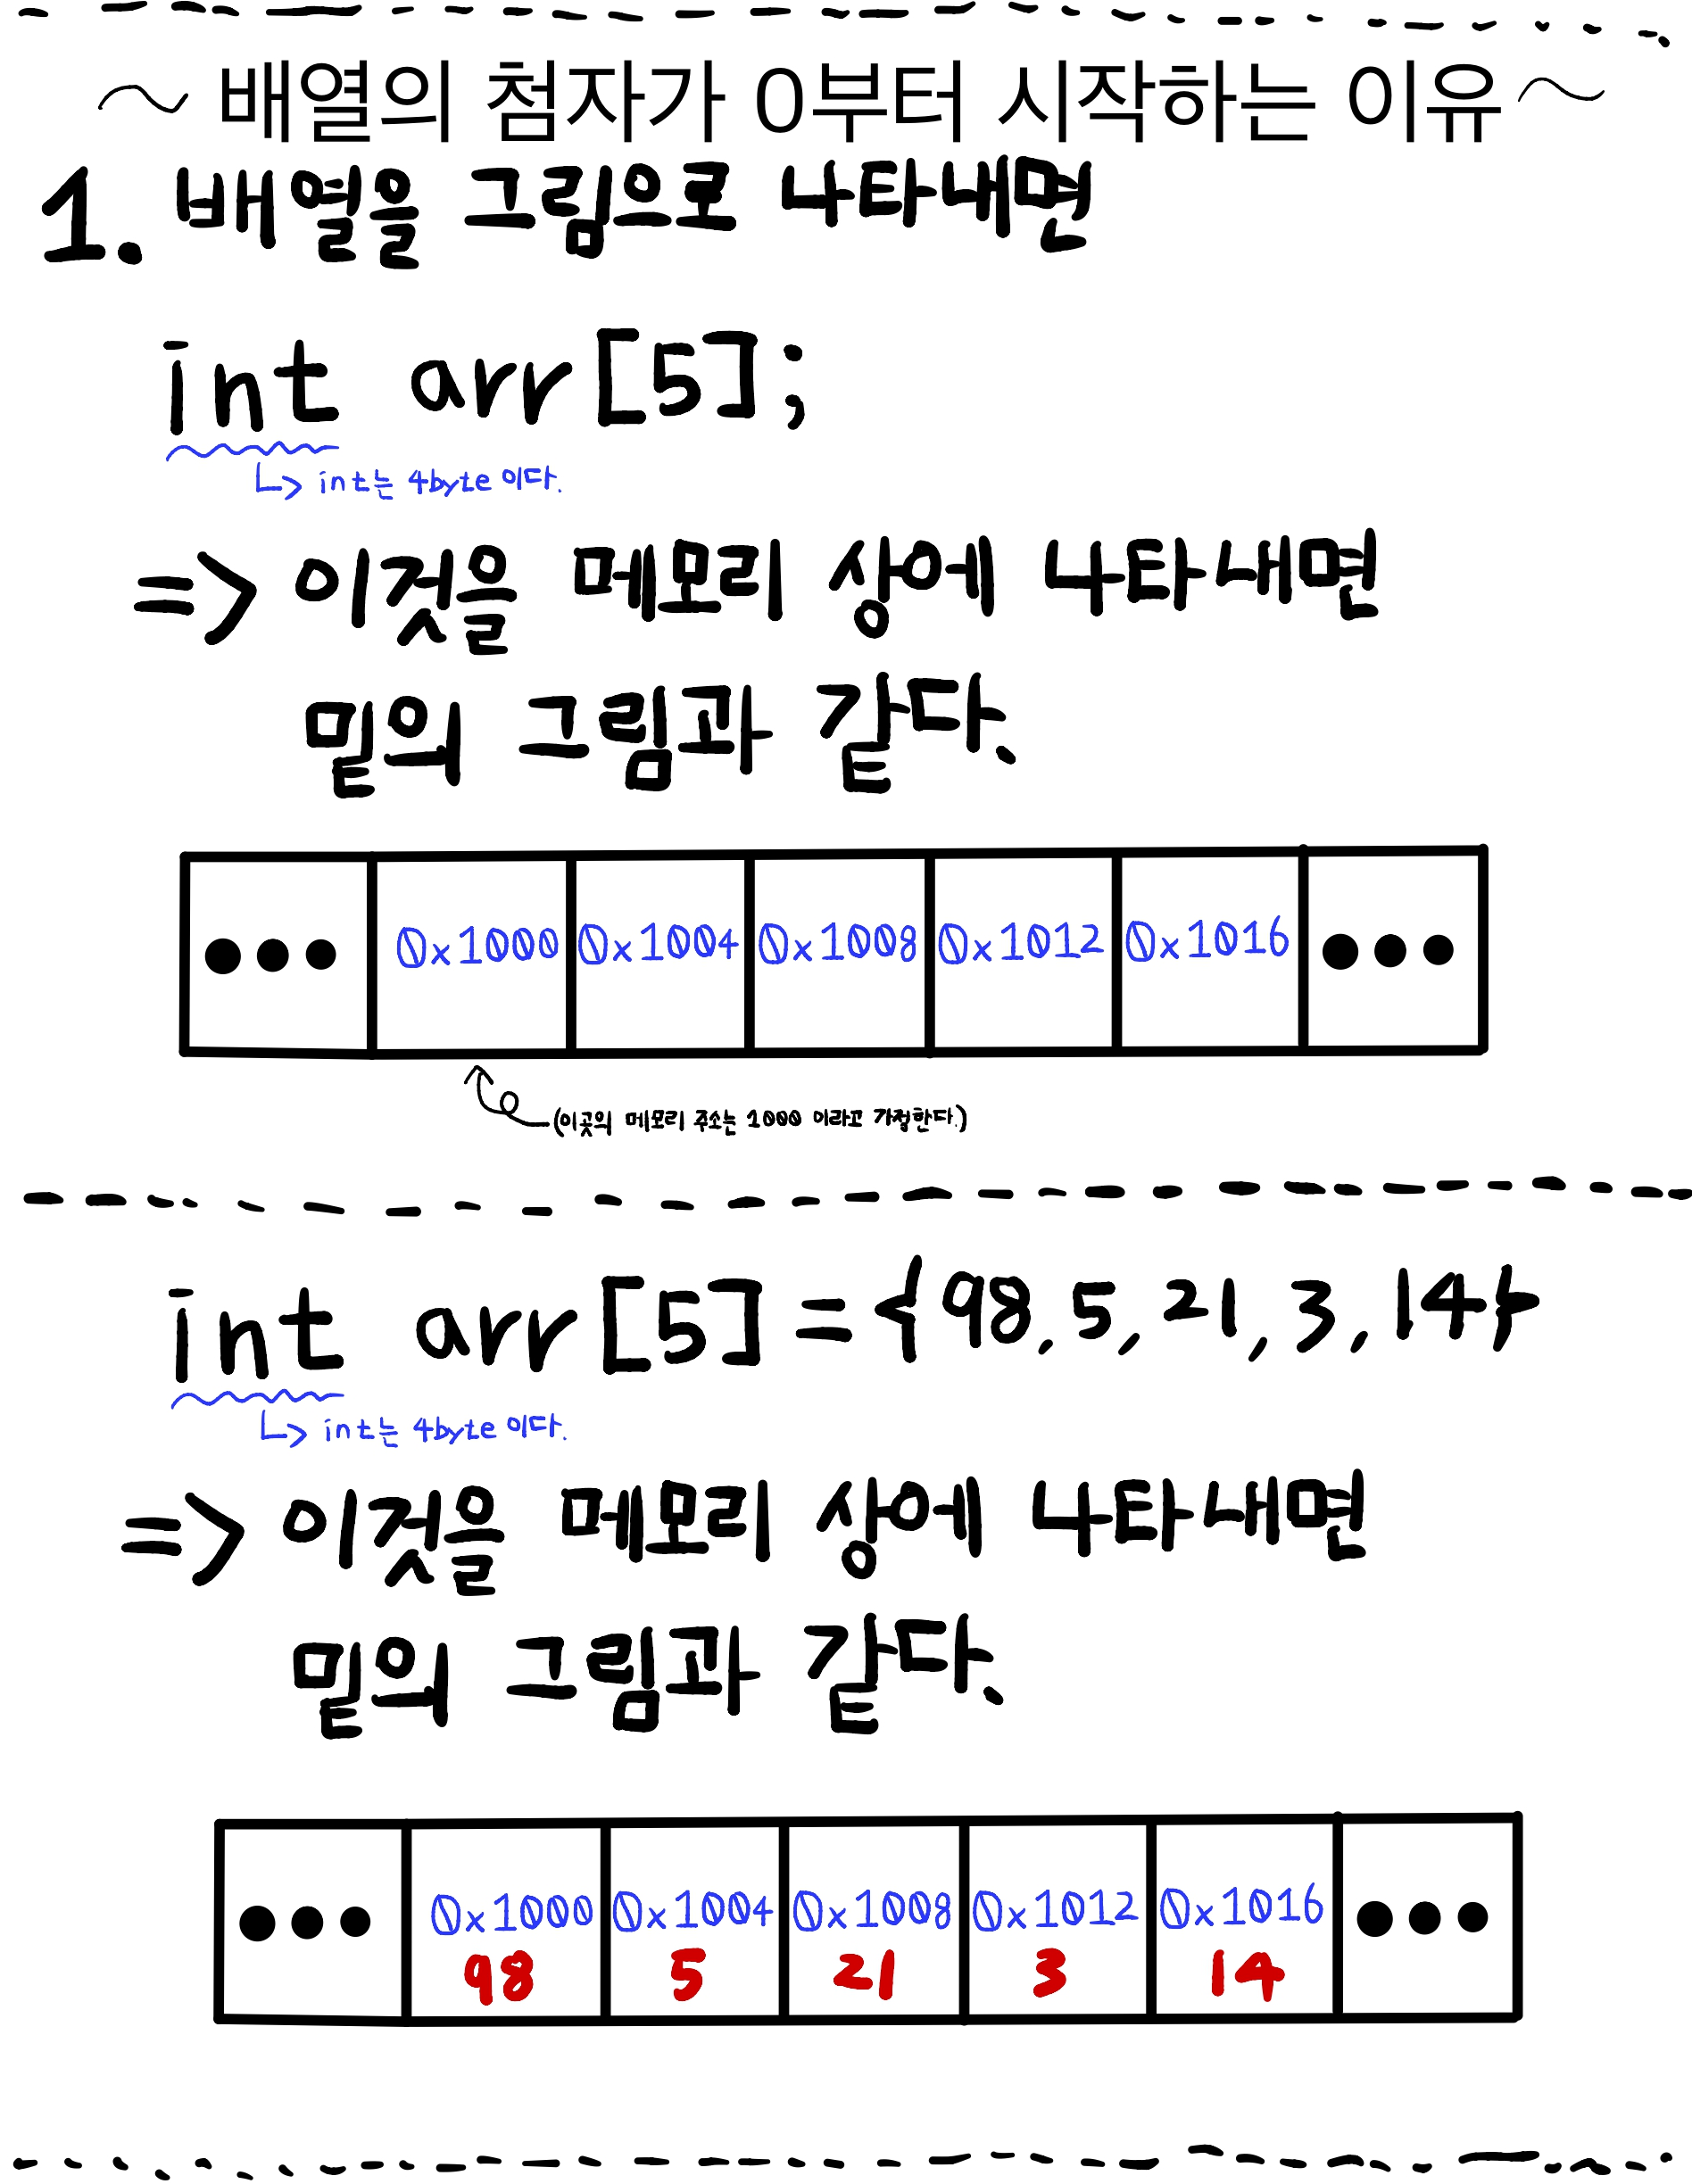 ~ 배열의 첨자가 0부터 시작하는 이유 ~
1. 배열을 그림으로 나타내면
int arr[5];
↳ int는 4byte 이다.
=> 이것을 메모리 상에 나타내면
밑의 그림과 같다.
••• 0x1000 0x1004 0x1008 0x1012 0x1016 •••
(이곳의 메모리 주소는 1000 이라고 가정한다.)
int arr[5] = {98, 5, 21, 3, 14}
↳ int는 4byte 이다.
=> 이것을 메모리 상에 나타내면
밑의 그림과 같다.
••• 0x1000 0x1004 0x1008 0x1012 0x1016 •••
98 5 21 3 14